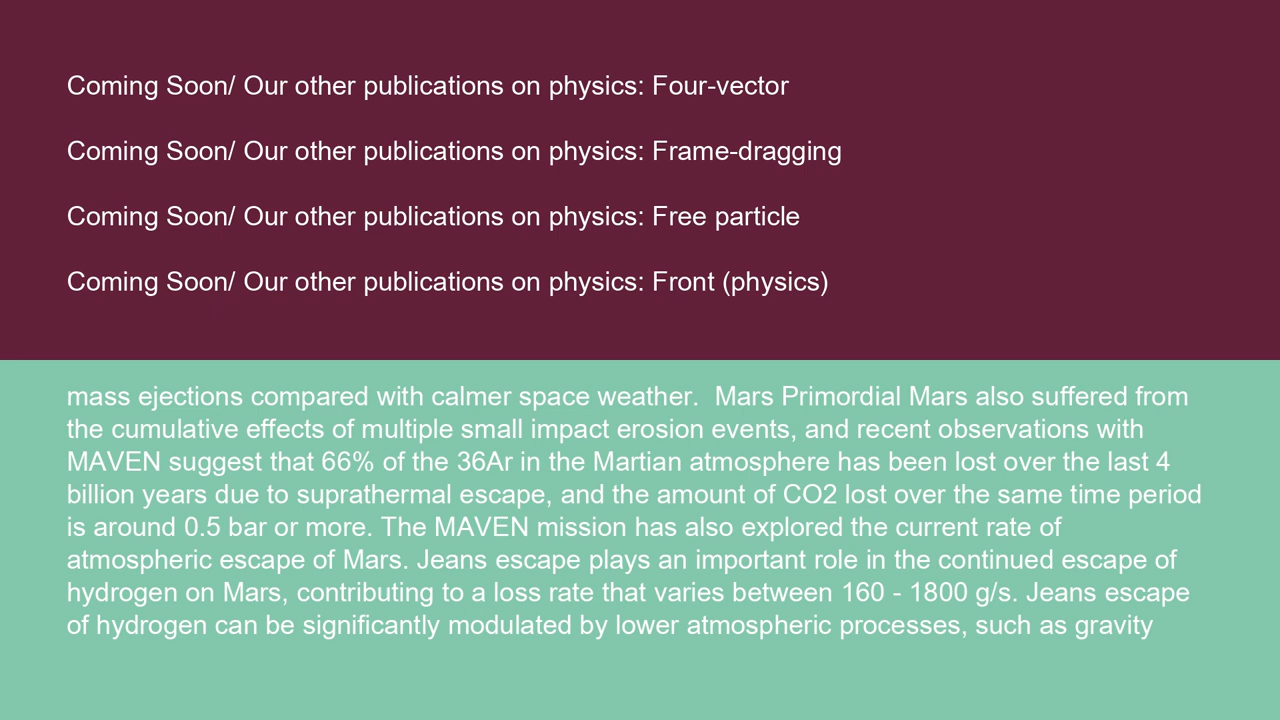 Coming Soon/ Our other publications on physics: Four-vector
Coming Soon/ Our other publications on physics: Frame-dragging
Coming Soon/ Our other publications on physics: Free particle
Coming Soon/ Our other publications on physics: Front (physics)
mass ejections compared with calmer space weather.  Mars Primordial Mars also suffered from
the cumulative effects of multiple small impact erosion events, and recent observations with
MAVEN suggest that 66% of the 36Ar in the Martian atmosphere has been lost over the last 4
billion years due to suprathermal escape, and the amount of CO2 lost over the same time period
is around 0.5 bar or more. The MAVEN mission has also explored the current rate of
atmospheric escape of Mars. Jeans escape plays an important role in the continued escape of
hydrogen on Mars, contributing to a loss rate that varies between 160 - 1800 g/s. Jeans escape
of hydrogen can be significantly modulated by lower atmospheric processes, such as gravity